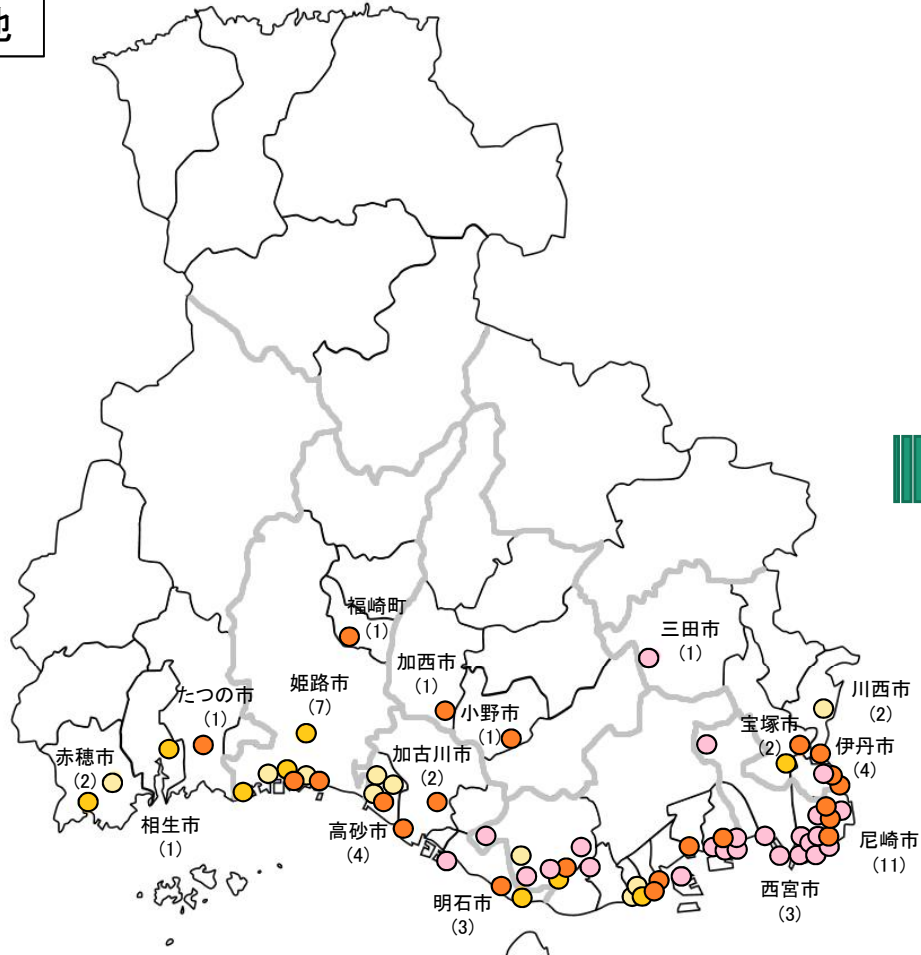 地
福崎町
(1)
三田市
(1)
加西市
(1)
姫路市
(7)
川西市
(2)
たつの市
(1)
小野市
(1)
宝塚市
(2)
伊丹市
(4)
赤穂市
(2)
加古川市
(2)
相生市
(1)
高砂市
(4)
尼崎市
(11)
西宮市
(3)
明石市
(3)